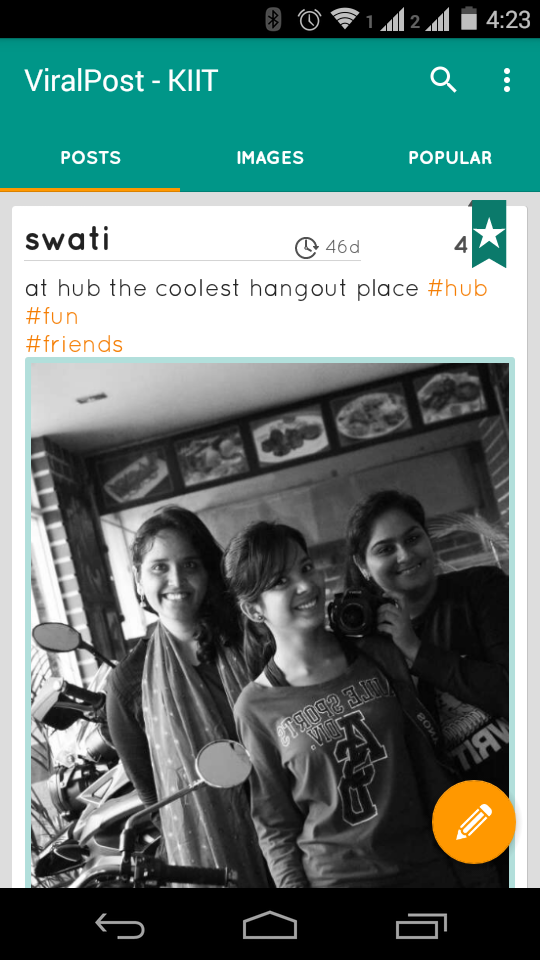 1 2 4:23
ViralPost - KIIT
POSTS IMAGES POPULAR
swati 46d 4
at hub the coolest hangout place #hub
#fun
#friends